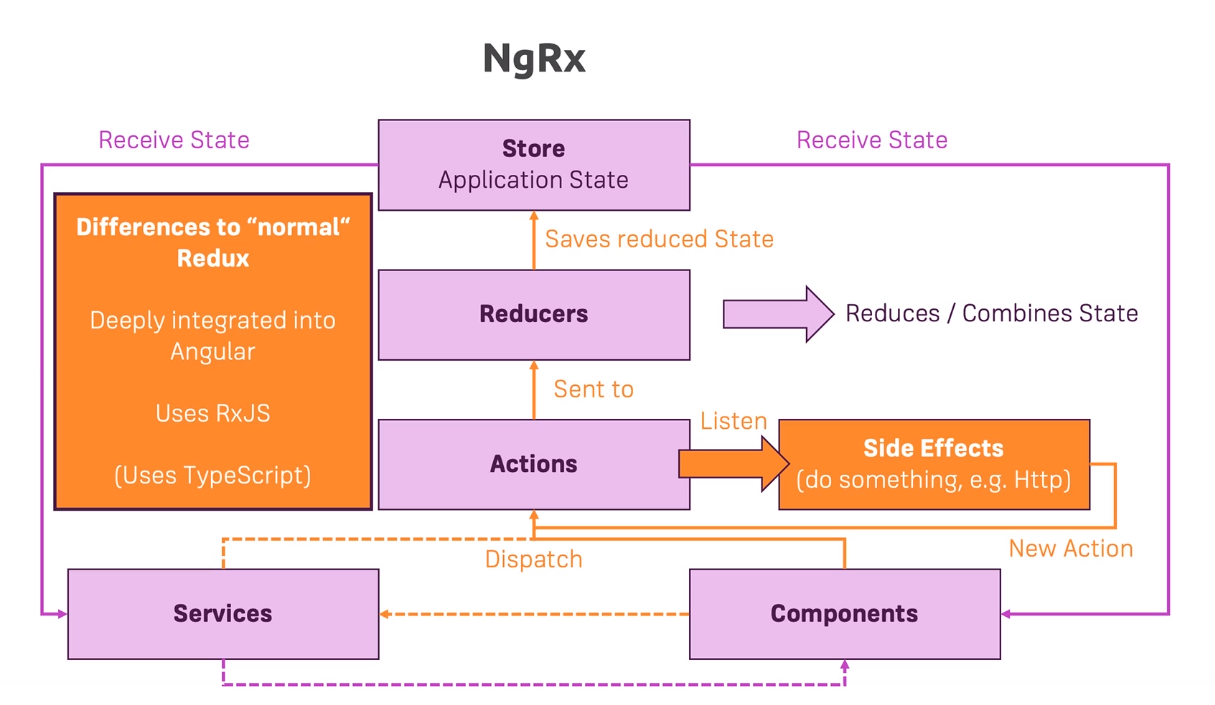 NgRx
Receive State
Receive State
Store
Application State
Differences to “normal“
Redux
Deeply integrated into
Angular
Uses RxJS
(Uses TypeScript)
Saves reduced State
Reducers
Reduces / Combines State
Sent to
Listen
Actions
Side Effects
(do something, e.g. Http)
New Action
Dispatch
Services
Components